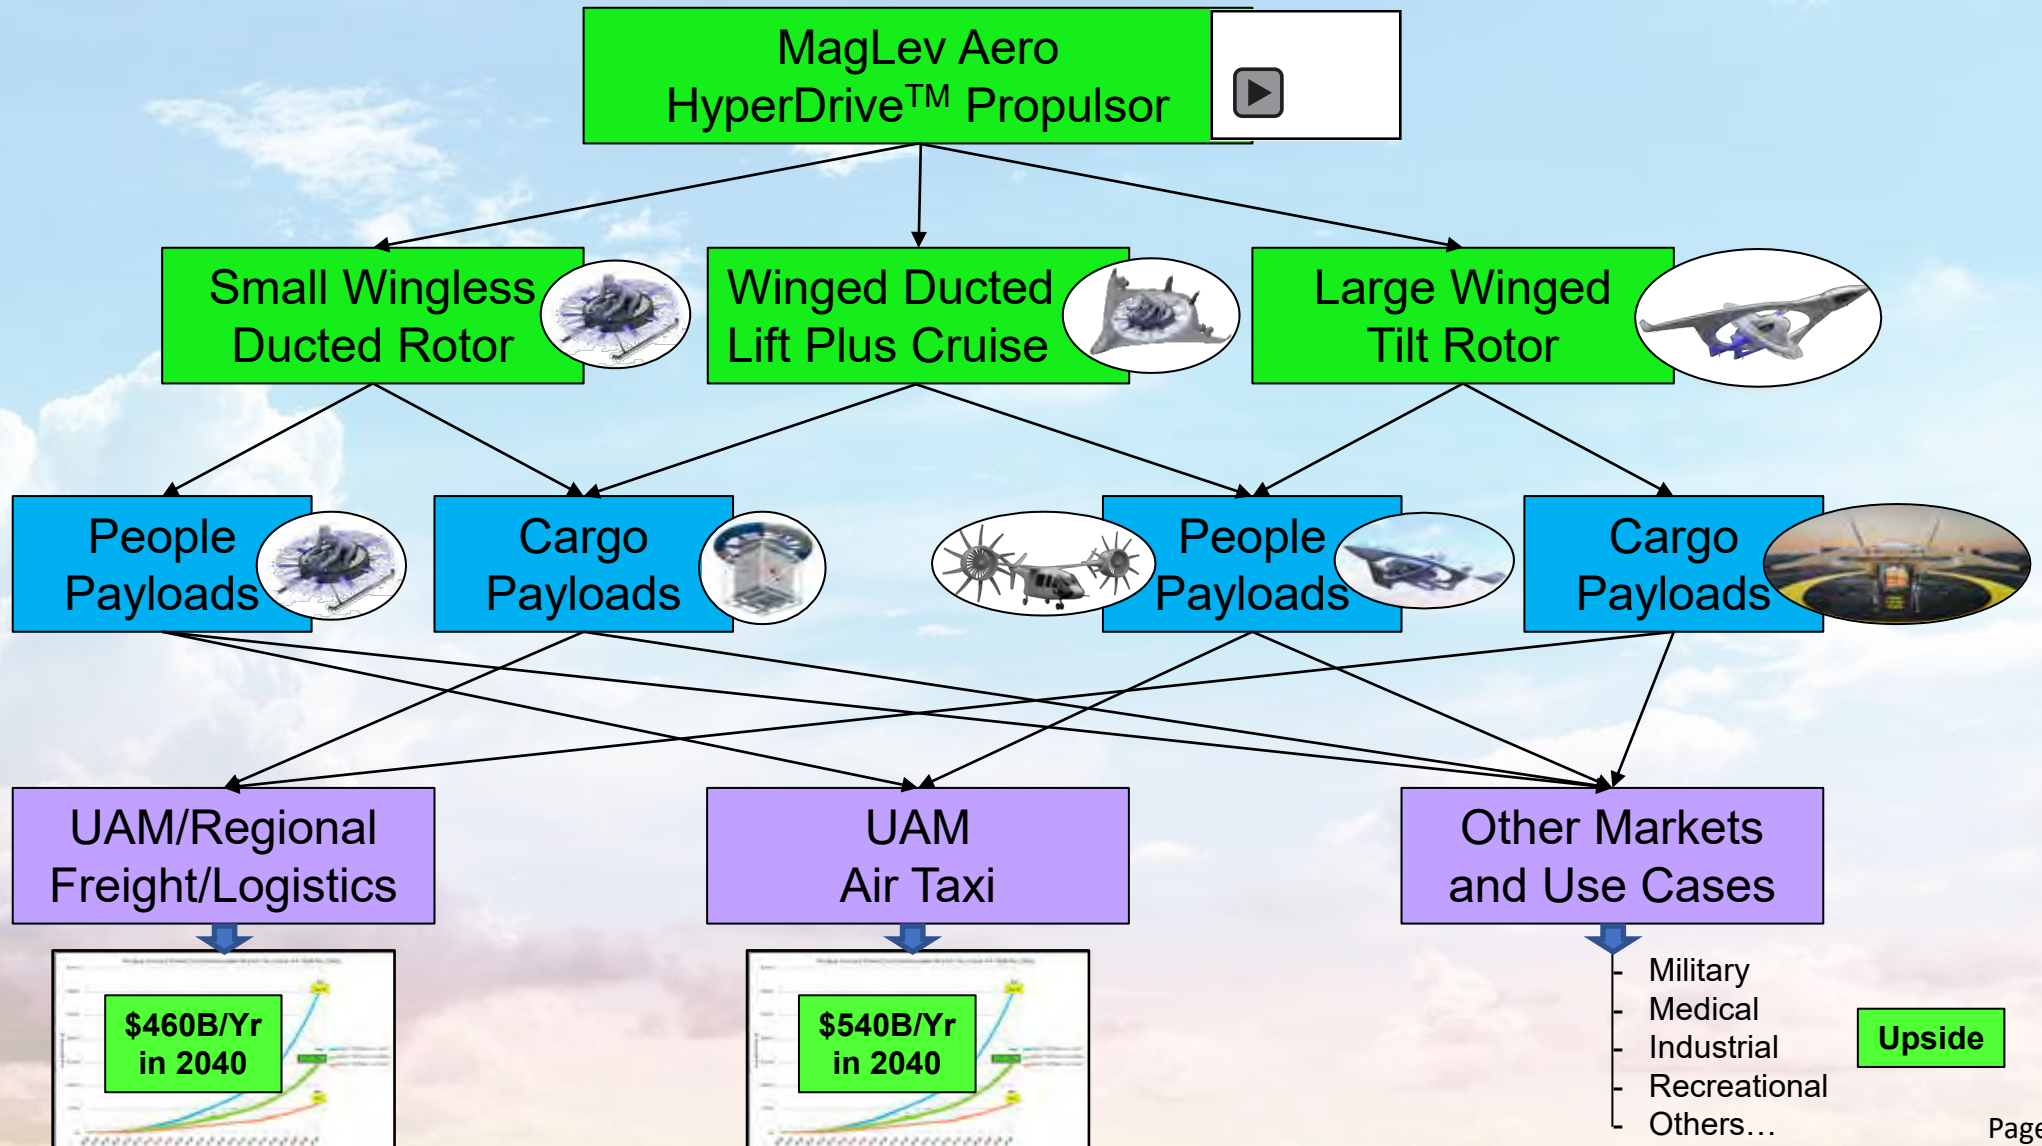 MagLev Aero
HyperDrive™ Propulsor
Small Wingless
Ducted Rotor
Winged Ducted
Lift Plus Cruise
Large Winged
Tilt Rotor
People
Payloads
Cargo
Payloads
People
Payloads
Cargo
Payloads
UAM/Regional
Freight/Logistics
UAM
Air Taxi
Other Markets
and Use Cases
$460B/Yr
in 2040
$540B/Yr
in 2040
- Military
- Medical
- Industrial
- Recreational
- Others…
Upside
Page